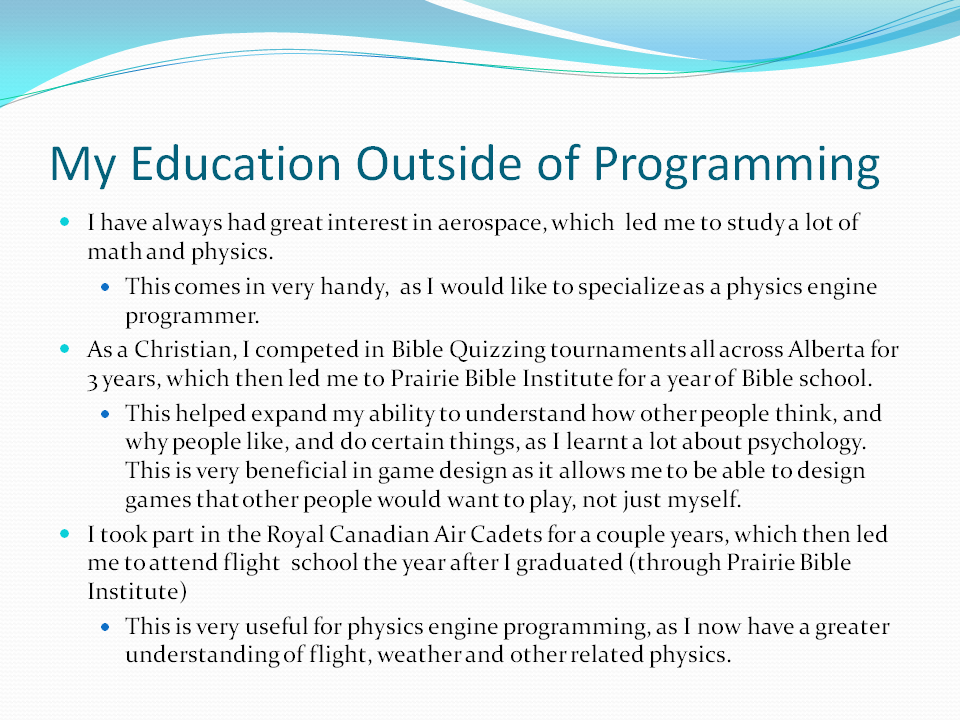 My Education Outside of Programming
I have always had great interest in aerospace, which  led me to study a lot of
math and physics.
This comes in very handy,  as I would like to specialize as a physics engine
programmer.
As a Christian, I competed in Bible Quizzing tournaments all across Alberta for
3 years, which then led me to Prairie Bible Institute for a year of Bible school.
This helped expand my ability to understand how other people think, and
why people like, and do certain things, as I learnt a lot about psychology.
This is very beneficial in game design as it allows me to be able to design
games that other people would want to play, not just myself.
I took part in the Royal Canadian Air Cadets for a couple years, which then led
me to attend flight  school the year after I graduated (through Prairie Bible
Institute)
This is very useful for physics engine programming, as I now have a greater
understanding of flight, weather and other related physics.